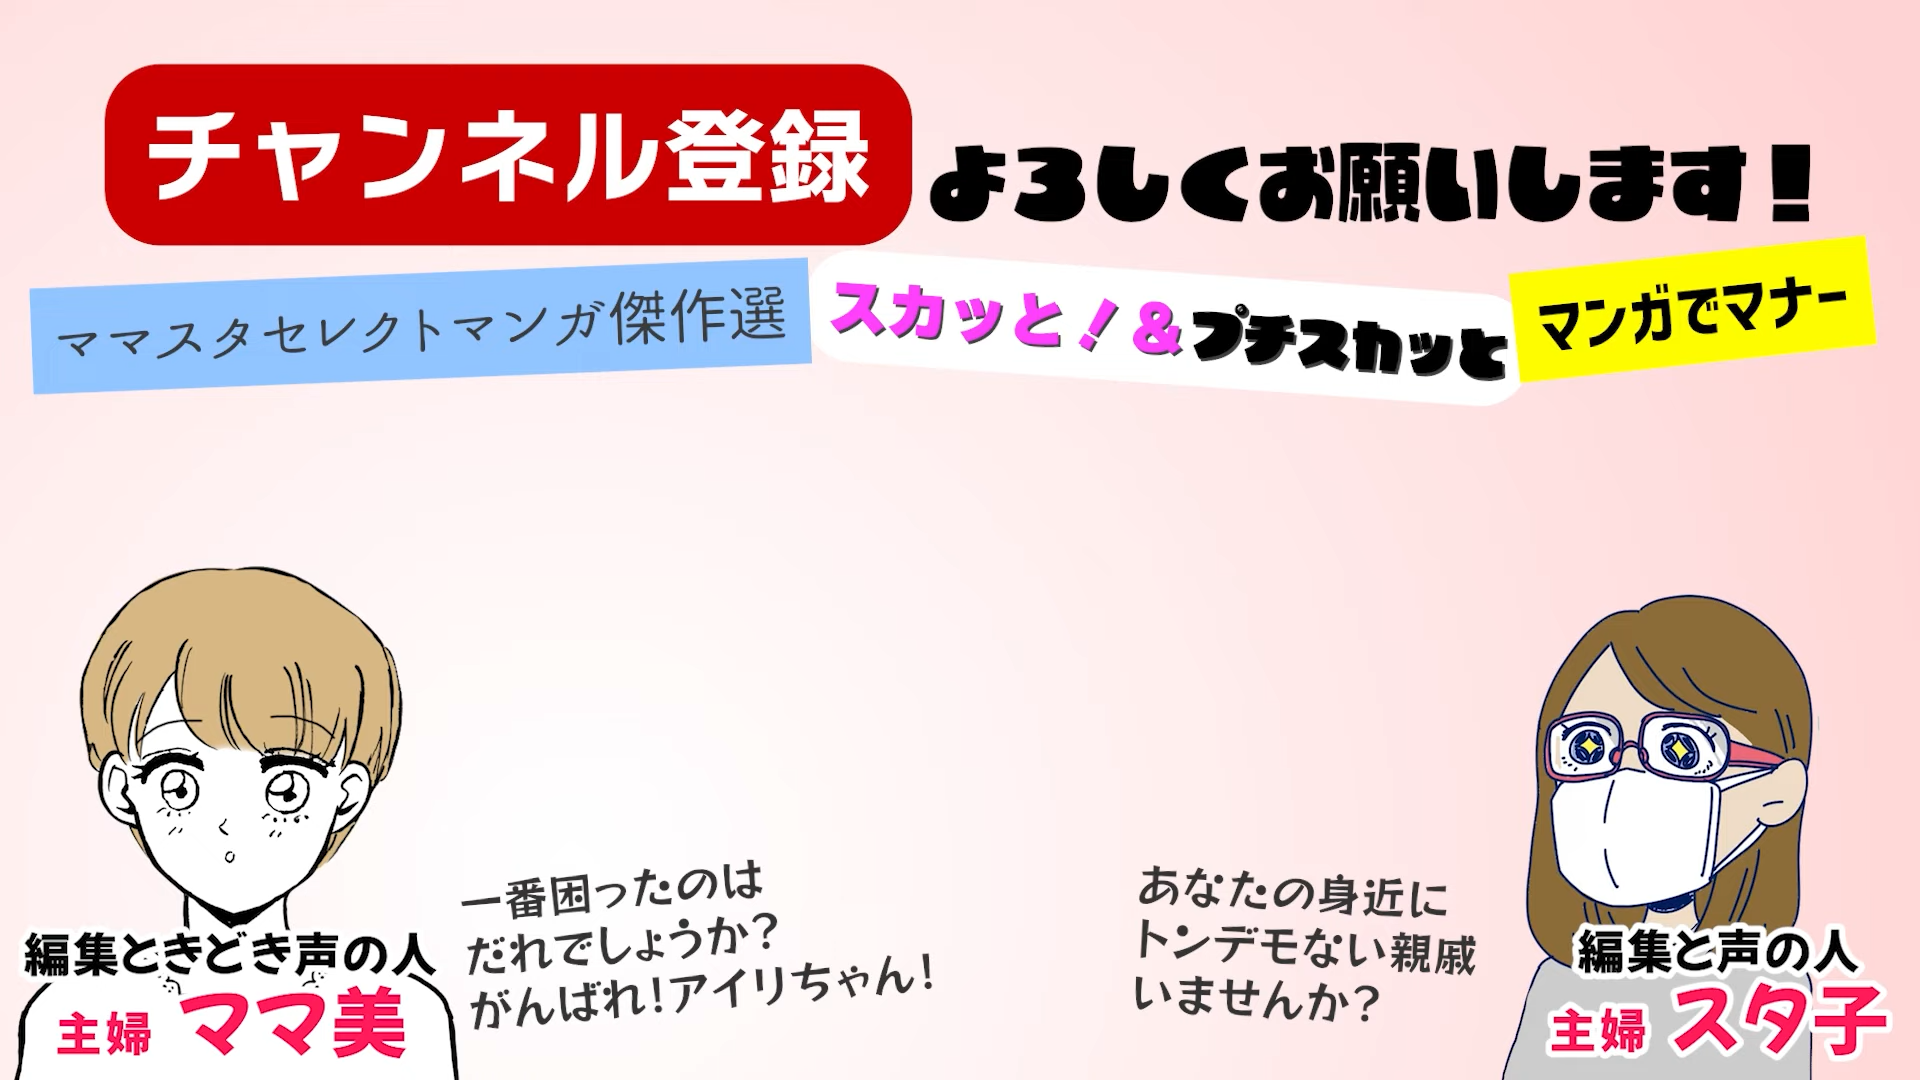 チャンネル登録 よろしくお願いします！
ママスタセレクトマンガ傑作選
スカッと！＆プチスカッと
マンガでマナー
一番困ったのは
だれでしょうか？
がんばれ！アイリちゃん！
あなたの身近に
トンデモない親戚
いませんか？
編集ときどき声の人
主婦 ママ美
編集と声の人
主婦 スタ子